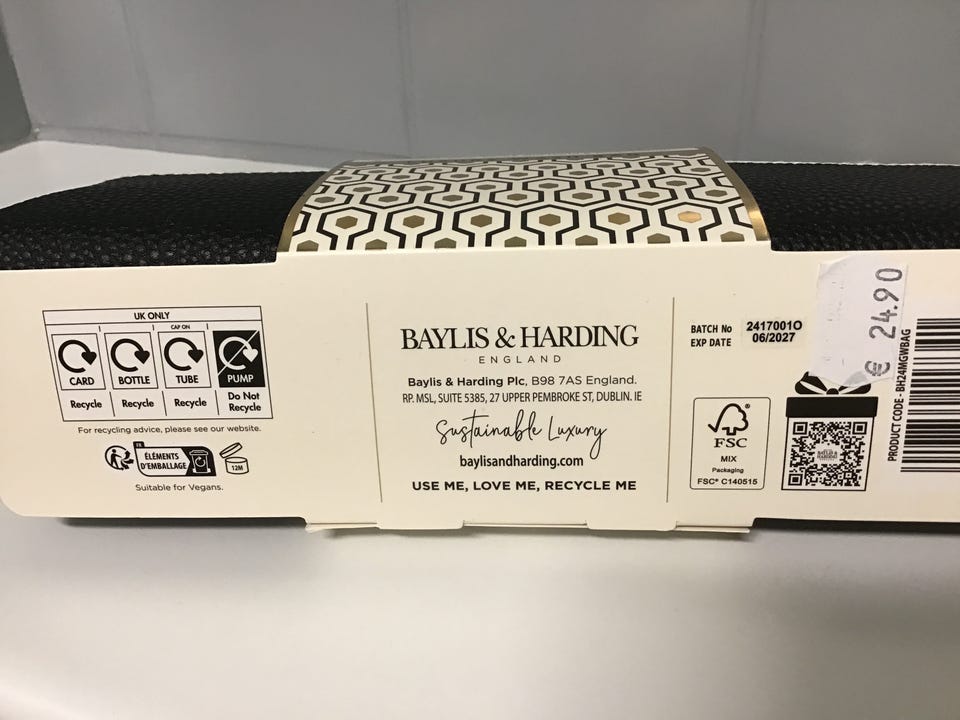 UK ONLY
CAP ON
CARD
BOTTLE
TUBE
PUMP
Recycle
Recycle
Recycle
Do Not
Recycle
For recycling advice, please see our website.
FR
ÉLÉMENTS
D'EMBALLAGE
12M
Suitable for Vegans.
BAYLIS & HARDING
ENGLAND
Baylis & Harding Plc, B98 7AS England.
RP. MSL, SUITE 5385, 27 UPPER PEMBROKE ST, DUBLIN. IE
Sustainable Luxury
baylisandharding.com
USE ME, LOVE ME, RECYCLE ME
BATCH No 24170010
EXP DATE 06/2027
FSC
MIX
Packaging
FSC® C140515
BAYLIS &
HARDING
€ 24.90
PRODUCT CODE - BH24MGWBAG